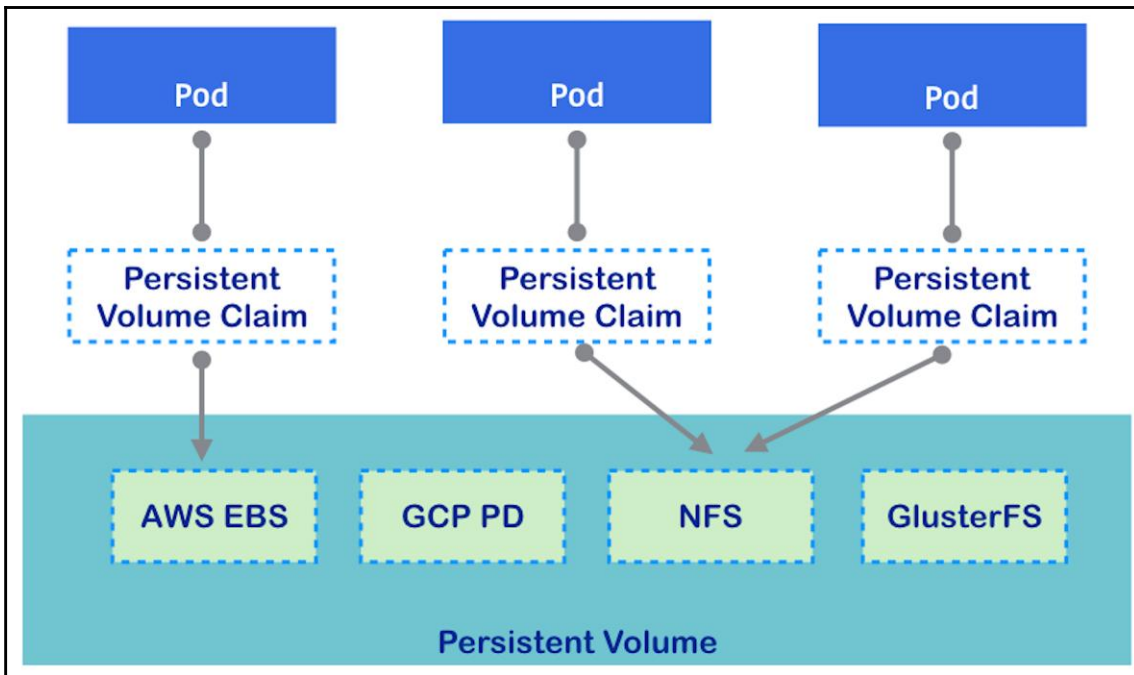 Pod
Pod
Pod
Persistent
Volume Claim
Persistent
Volume Claim
Persistent
Volume Claim
AWS EBS
GCP PD
NFS
GlusterFS
Persistent Volume